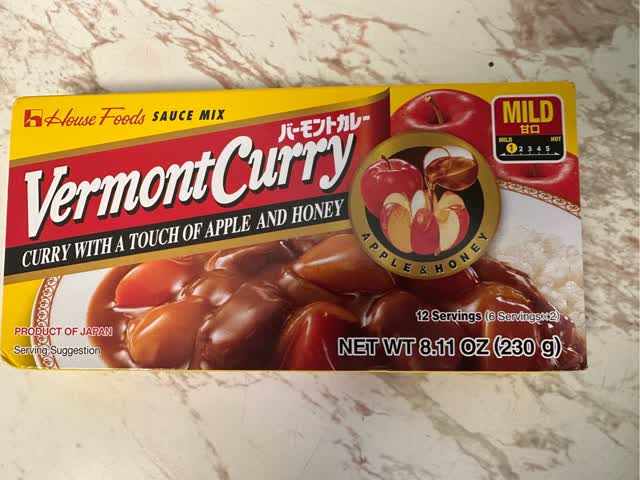 House Foods SAUCE MIX
バーモントカレー
VermontCurry
CURRY WITH A TOUCH OF APPLE AND HONEY
MILD
甘口
MILD HOT
1 2 3 4 5
APPLE & HONEY
12 Servings (6 Servings×2)
PRODUCT OF JAPAN
Serving Suggestion
NET WT 8.11 OZ (230 g)